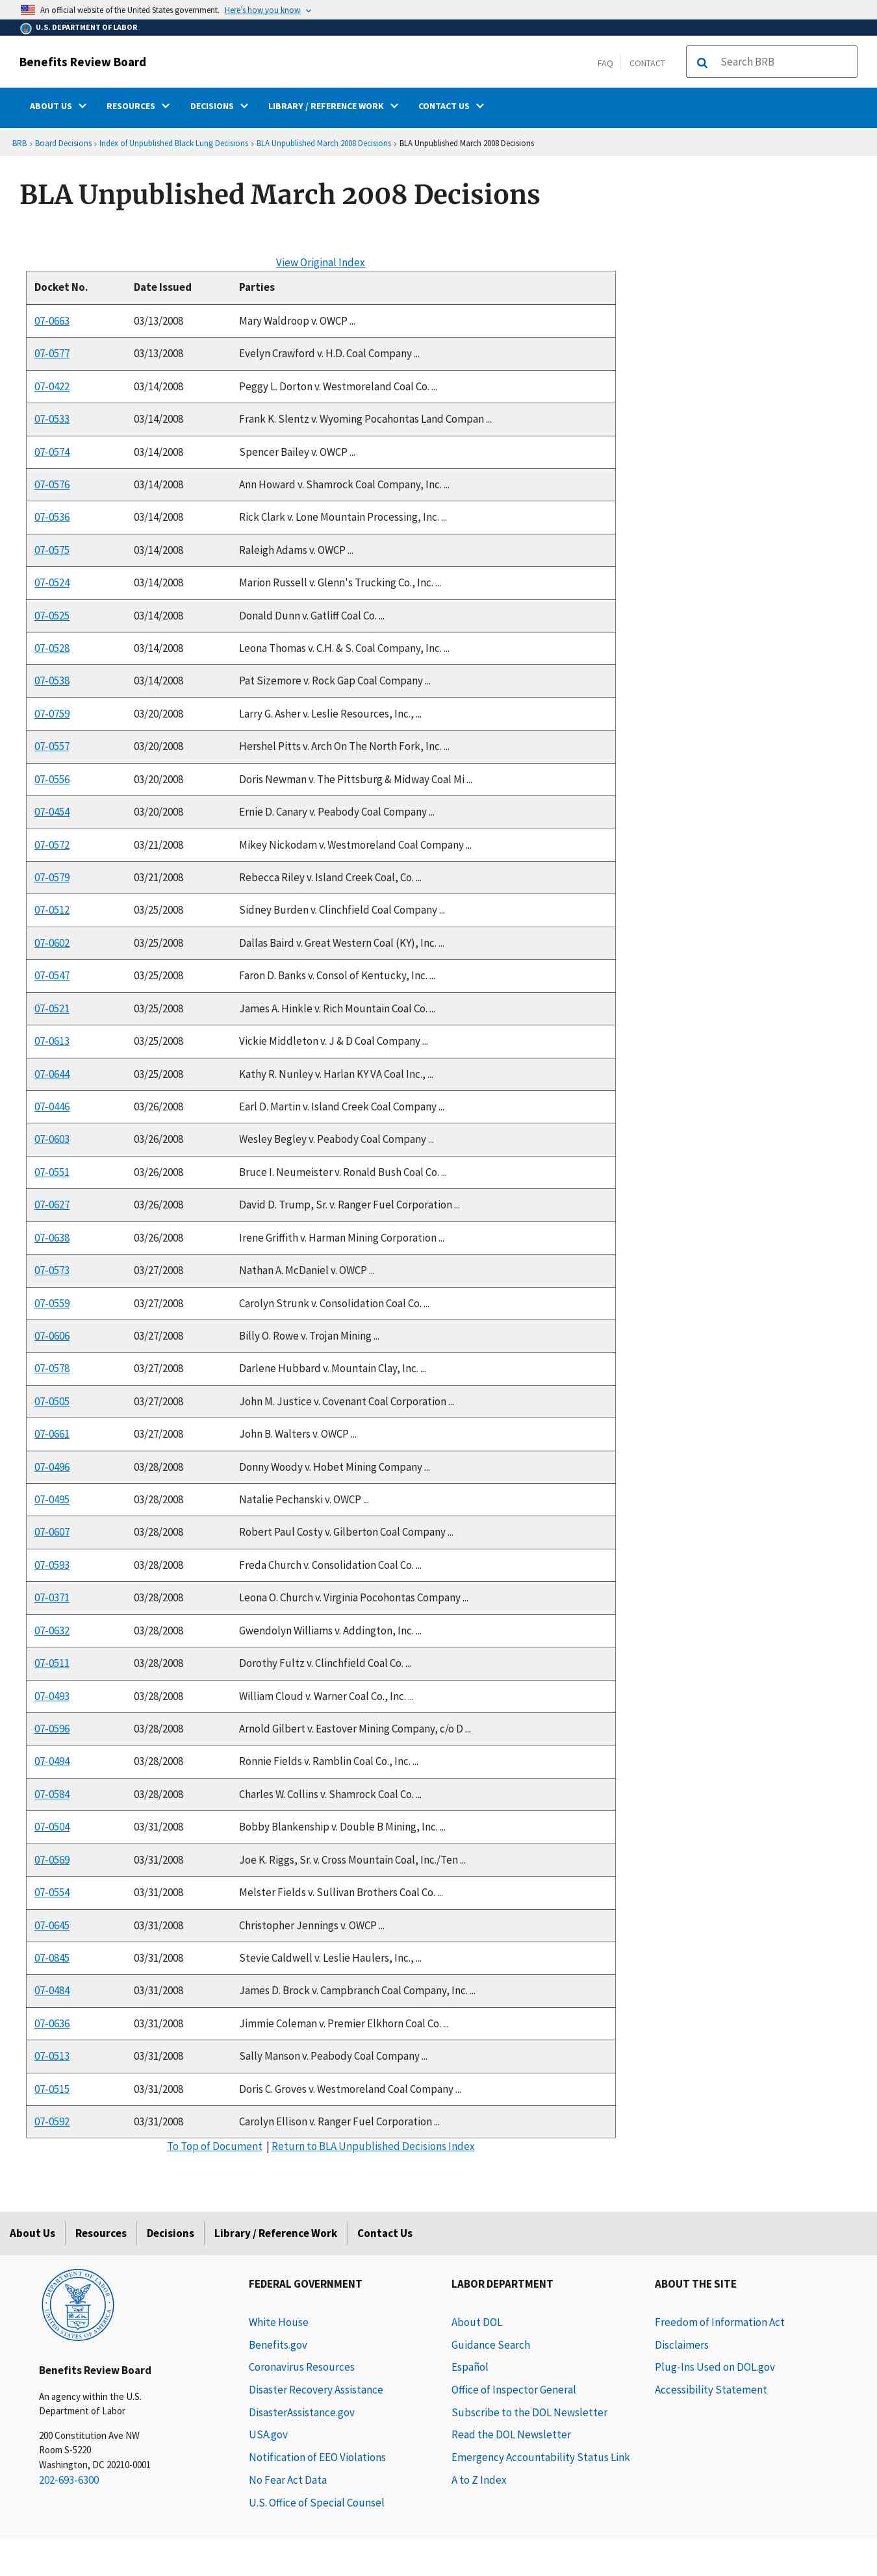 An official website of the United States government. Here's how you know
U.S. DEPARTMENT OF LABOR
Benefits Review Board
FAQ CONTACT Search BRB
ABOUT US RESOURCES DECISIONS LIBRARY / REFERENCE WORK CONTACT US
BRB › Board Decisions › Index of Unpublished Black Lung Decisions › BLA Unpublished March 2008 Decisions › BLA Unpublished March 2008 Decisions
BLA Unpublished March 2008 Decisions
View Original Index
Docket No. Date Issued Parties
07-0663 03/13/2008 Mary Waldroop v. OWCP ...
07-0577 03/13/2008 Evelyn Crawford v. H.D. Coal Company ...
07-0422 03/14/2008 Peggy L. Dorton v. Westmoreland Coal Co. ...
07-0533 03/14/2008 Frank K. Slentz v. Wyoming Pocahontas Land Compan ...
07-0574 03/14/2008 Spencer Bailey v. OWCP ...
07-0576 03/14/2008 Ann Howard v. Shamrock Coal Company, Inc. ...
07-0536 03/14/2008 Rick Clark v. Lone Mountain Processing, Inc. ...
07-0575 03/14/2008 Raleigh Adams v. OWCP ...
07-0524 03/14/2008 Marion Russell v. Glenn's Trucking Co., Inc. ...
07-0525 03/14/2008 Donald Dunn v. Gatliff Coal Co. ...
07-0528 03/14/2008 Leona Thomas v. C.H. & S. Coal Company, Inc. ...
07-0538 03/14/2008 Pat Sizemore v. Rock Gap Coal Company ...
07-0759 03/20/2008 Larry G. Asher v. Leslie Resources, Inc., ...
07-0557 03/20/2008 Hershel Pitts v. Arch On The North Fork, Inc. ...
07-0556 03/20/2008 Doris Newman v. The Pittsburg & Midway Coal Mi ...
07-0454 03/20/2008 Ernie D. Canary v. Peabody Coal Company ...
07-0572 03/21/2008 Mikey Nickodam v. Westmoreland Coal Company ...
07-0579 03/21/2008 Rebecca Riley v. Island Creek Coal, Co. ...
07-0512 03/25/2008 Sidney Burden v. Clinchfield Coal Company ...
07-0602 03/25/2008 Dallas Baird v. Great Western Coal (KY), Inc. ...
07-0547 03/25/2008 Faron D. Banks v. Consol of Kentucky, Inc. ...
07-0521 03/25/2008 James A. Hinkle v. Rich Mountain Coal Co. ...
07-0613 03/25/2008 Vickie Middleton v. J & D Coal Company ...
07-0644 03/25/2008 Kathy R. Nunley v. Harlan KY VA Coal Inc., ...
07-0446 03/26/2008 Earl D. Martin v. Island Creek Coal Company ...
07-0603 03/26/2008 Wesley Begley v. Peabody Coal Company ...
07-0551 03/26/2008 Bruce I. Neumeister v. Ronald Bush Coal Co. ...
07-0627 03/26/2008 David D. Trump, Sr. v. Ranger Fuel Corporation ...
07-0638 03/26/2008 Irene Griffith v. Harman Mining Corporation ...
07-0573 03/27/2008 Nathan A. McDaniel v. OWCP ...
07-0559 03/27/2008 Carolyn Strunk v. Consolidation Coal Co. ...
07-0606 03/27/2008 Billy O. Rowe v. Trojan Mining ...
07-0578 03/27/2008 Darlene Hubbard v. Mountain Clay, Inc. ...
07-0505 03/27/2008 John M. Justice v. Covenant Coal Corporation ...
07-0661 03/27/2008 John B. Walters v. OWCP ...
07-0496 03/28/2008 Donny Woody v. Hobet Mining Company ...
07-0495 03/28/2008 Natalie Pechanski v. OWCP ...
07-0607 03/28/2008 Robert Paul Costy v. Gilberton Coal Company ...
07-0593 03/28/2008 Freda Church v. Consolidation Coal Co. ...
07-0371 03/28/2008 Leona O. Church v. Virginia Pocohontas Company ...
07-0632 03/28/2008 Gwendolyn Williams v. Addington, Inc. ...
07-0511 03/28/2008 Dorothy Fultz v. Clinchfield Coal Co. ...
07-0493 03/28/2008 William Cloud v. Warner Coal Co., Inc. ...
07-0596 03/28/2008 Arnold Gilbert v. Eastover Mining Company, c/o D ...
07-0494 03/28/2008 Ronnie Fields v. Ramblin Coal Co., Inc. ...
07-0584 03/28/2008 Charles W. Collins v. Shamrock Coal Co. ...
07-0504 03/31/2008 Bobby Blankenship v. Double B Mining, Inc. ...
07-0569 03/31/2008 Joe K. Riggs, Sr. v. Cross Mountain Coal, Inc./Ten ...
07-0554 03/31/2008 Melster Fields v. Sullivan Brothers Coal Co. ...
07-0645 03/31/2008 Christopher Jennings v. OWCP ...
07-0845 03/31/2008 Stevie Caldwell v. Leslie Haulers, Inc., ...
07-0484 03/31/2008 James D. Brock v. Campbranch Coal Company, Inc. ...
07-0636 03/31/2008 Jimmie Coleman v. Premier Elkhorn Coal Co. ...
07-0513 03/31/2008 Sally Manson v. Peabody Coal Company ...
07-0515 03/31/2008 Doris C. Groves v. Westmoreland Coal Company ...
07-0592 03/31/2008 Carolyn Ellison v. Ranger Fuel Corporation ...
To Top of Document | Return to BLA Unpublished Decisions Index
About Us Resources Decisions Library / Reference Work Contact Us
DEPARTMENT OF LABOR
UNITED STATES OF AMERICA
Benefits Review Board
An agency within the U.S.
Department of Labor
200 Constitution Ave NW
Room S-5220
Washington, DC 20210-0001
202-693-6300
FEDERAL GOVERNMENT
White House
Benefits.gov
Coronavirus Resources
Disaster Recovery Assistance
DisasterAssistance.gov
USA.gov
Notification of EEO Violations
No Fear Act Data
U.S. Office of Special Counsel
LABOR DEPARTMENT
About DOL
Guidance Search
Español
Office of Inspector General
Subscribe to the DOL Newsletter
Read the DOL Newsletter
Emergency Accountability Status Link
A to Z Index
ABOUT THE SITE
Freedom of Information Act
Disclaimers
Plug-Ins Used on DOL.gov
Accessibility Statement